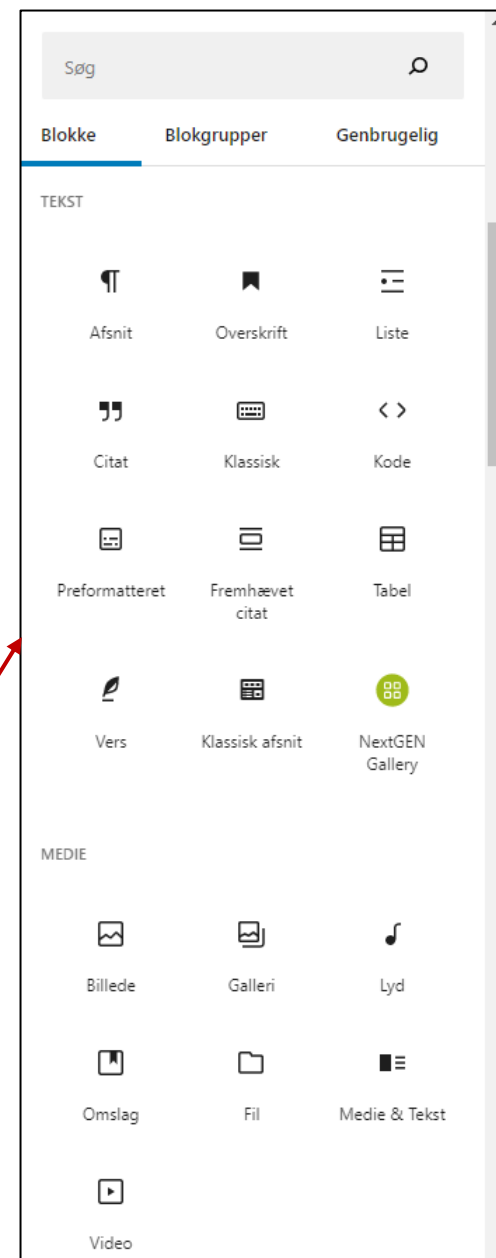 Søg
Blokke Blokgrupper Genbrugelig
TEKST
Afsnit Overskrift Liste
Citat Klassisk Kode
Preformatteret Fremhævet Tabel
citat
Vers Klassisk afsnit NextGEN
Gallery
MEDIE
Billede Galleri Lyd
Omslag Fil Medie & Tekst
Video